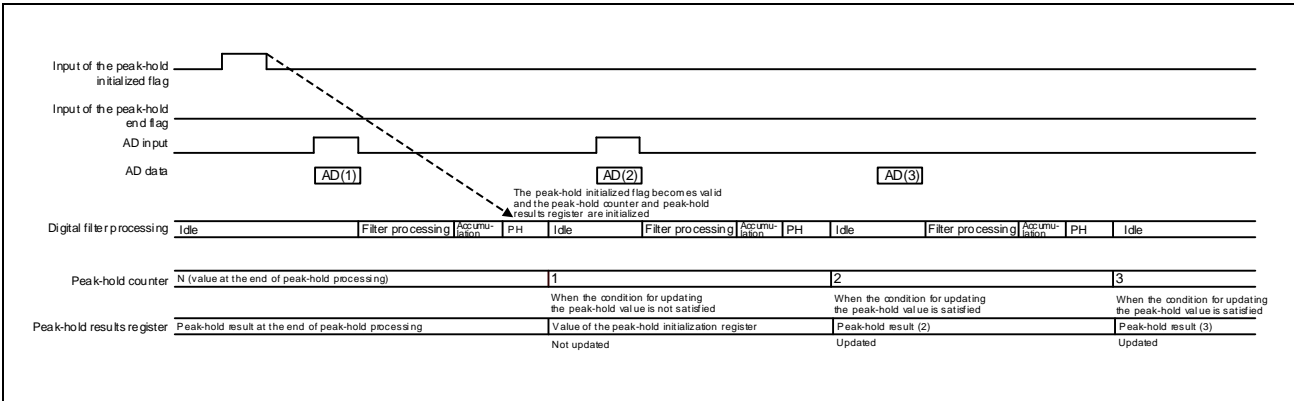 Input of the peak-hold
initialized flag
Input of the peak-hold
end flag
AD input
AD data
AD(1)
AD(2)
AD(3)
The peak-hold initialized flag becomes valid
and the peak-hold counter and peak-hold
results register are initialized
Digital filter processing
Idle
Filter processing
Accumu-
lation
PH
Idle
Filter processing
Accumu-
lation
PH
Idle
Filter processing
Accumu-
lation
PH
Idle
Peak-hold counter
N (value at the end of peak-hold processing)
1
2
3
When the condition for updating
the peak-hold value is not satisfied
When the condition for updating
the peak-hold value is satisfied
When the condition for updating
the peak-hold value is satisfied
Peak-hold results register
Peak-hold result at the end of peak-hold processing
Value of the peak-hold initialization register
Peak-hold result (2)
Peak-hold result (3)
Not updated
Updated
Updated